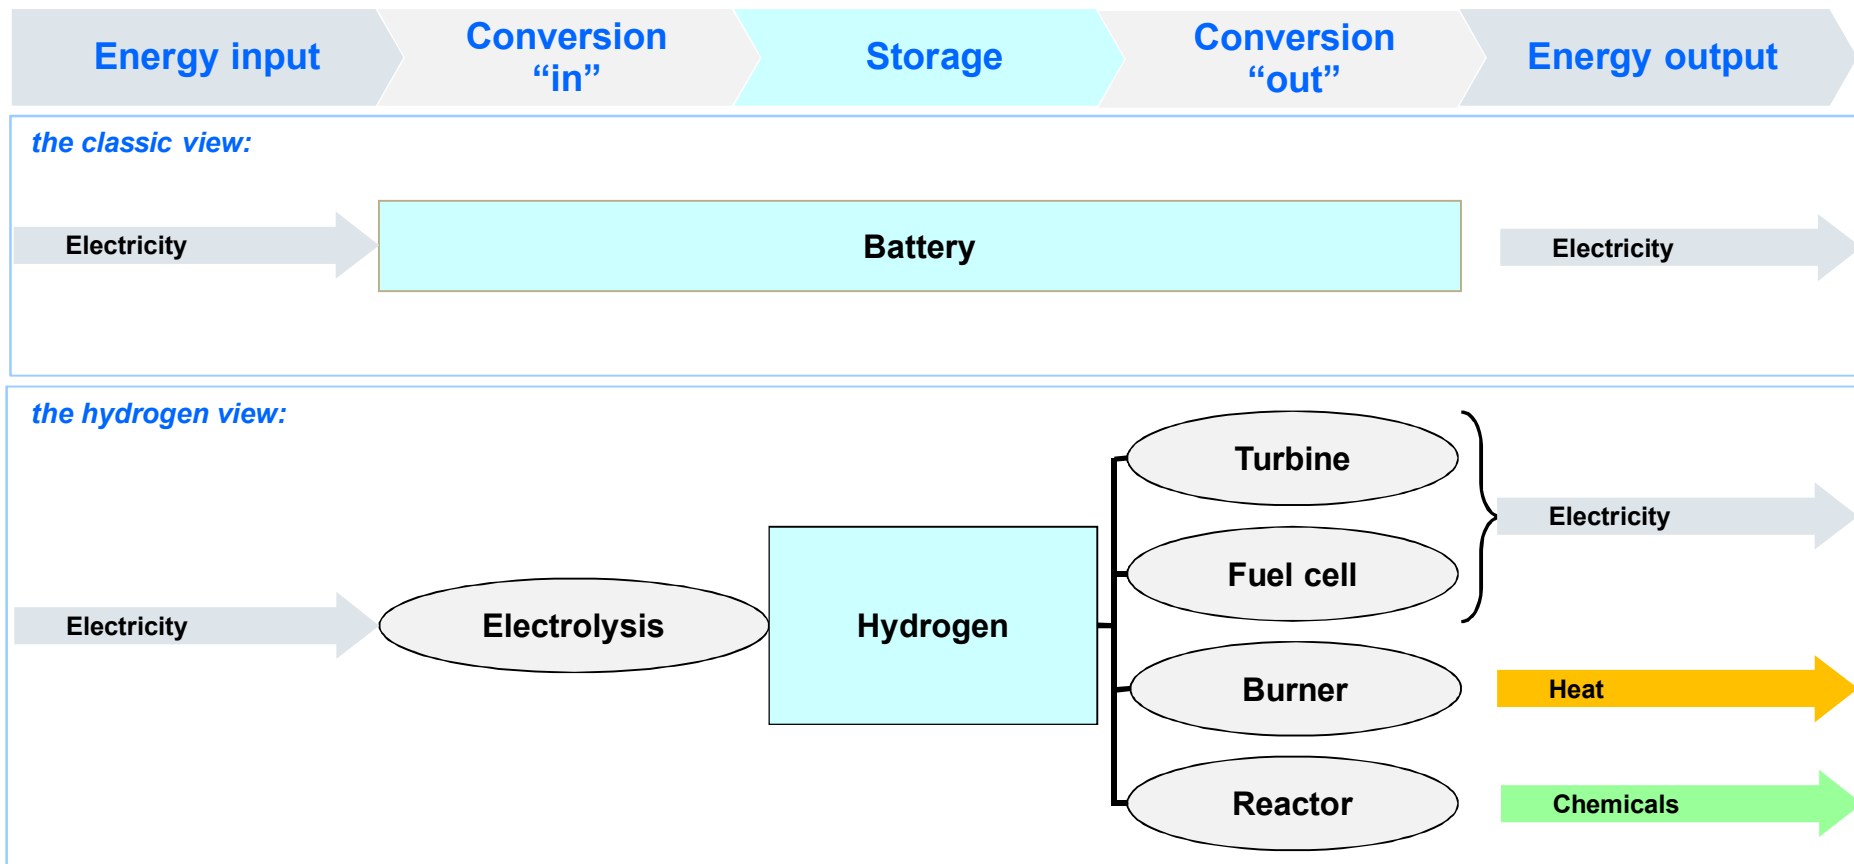 Energy input
Conversion
“in”
Storage
Conversion
“out”
Energy output
the classic view:
Electricity
Battery
Electricity
the hydrogen view:
Turbine
Electricity
Fuel cell
Electricity
Electrolysis
Hydrogen
Burner
Heat
Reactor
Chemicals